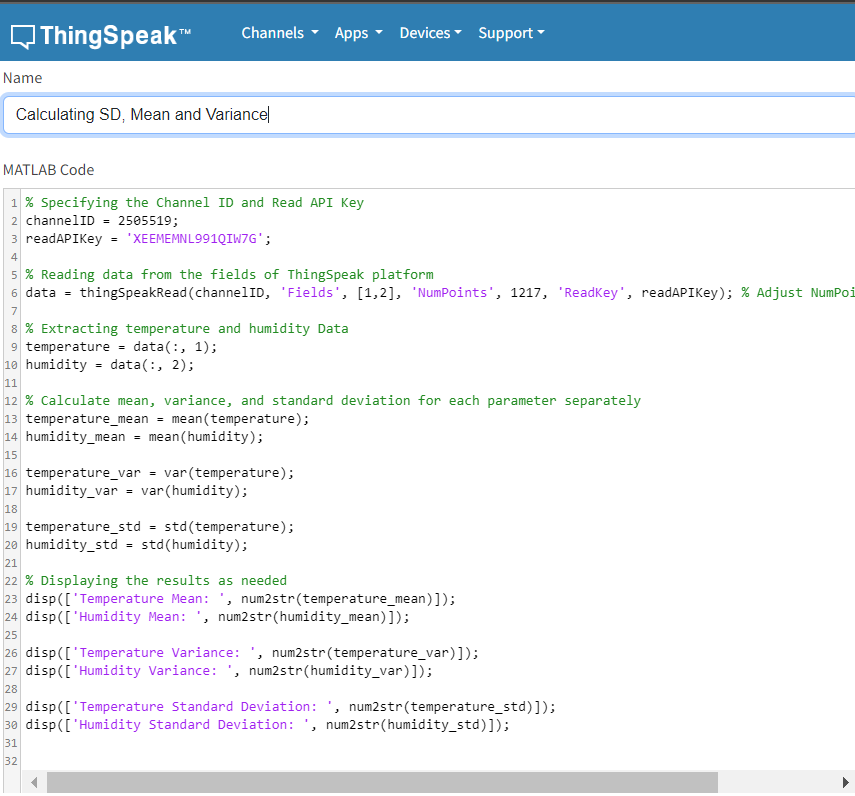 ThingSpeak™ Channels Apps Devices Support
Name
Calculating SD, Mean and Variance
MATLAB Code
1 % Specifying the Channel ID and Read API Key
2 channelID = 2505519;
3 readAPIKey = 'XEEMEMNL991QIW7G';
4
5 % Reading data from the fields of ThingSpeak platform
6 data = thingSpeakRead(channelID, 'Fields', [1,2], 'NumPoints', 1217, 'ReadKey', readAPIKey); % Adjust NumPoi
7
8 % Extracting temperature and humidity Data
9 temperature = data(:, 1);
10 humidity = data(:, 2);
11
12 % Calculate mean, variance, and standard deviation for each parameter separately
13 temperature_mean = mean(temperature);
14 humidity_mean = mean(humidity);
15
16 temperature_var = var(temperature);
17 humidity_var = var(humidity);
18
19 temperature_std = std(temperature);
20 humidity_std = std(humidity);
21
22 % Displaying the results as needed
23 disp(['Temperature Mean: ', num2str(temperature_mean)]);
24 disp(['Humidity Mean: ', num2str(humidity_mean)]);
25
26 disp(['Temperature Variance: ', num2str(temperature_var)]);
27 disp(['Humidity Variance: ', num2str(humidity_var)]);
28
29 disp(['Temperature Standard Deviation: ', num2str(temperature_std)]);
30 disp(['Humidity Standard Deviation: ', num2str(humidity_std)]);
31
32